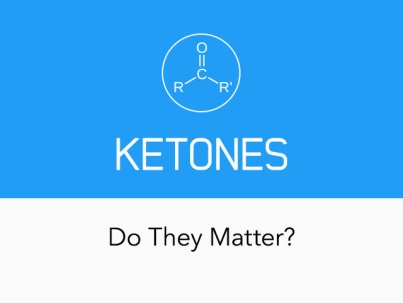 O
C
R R'
KETONES
Do They Matter?